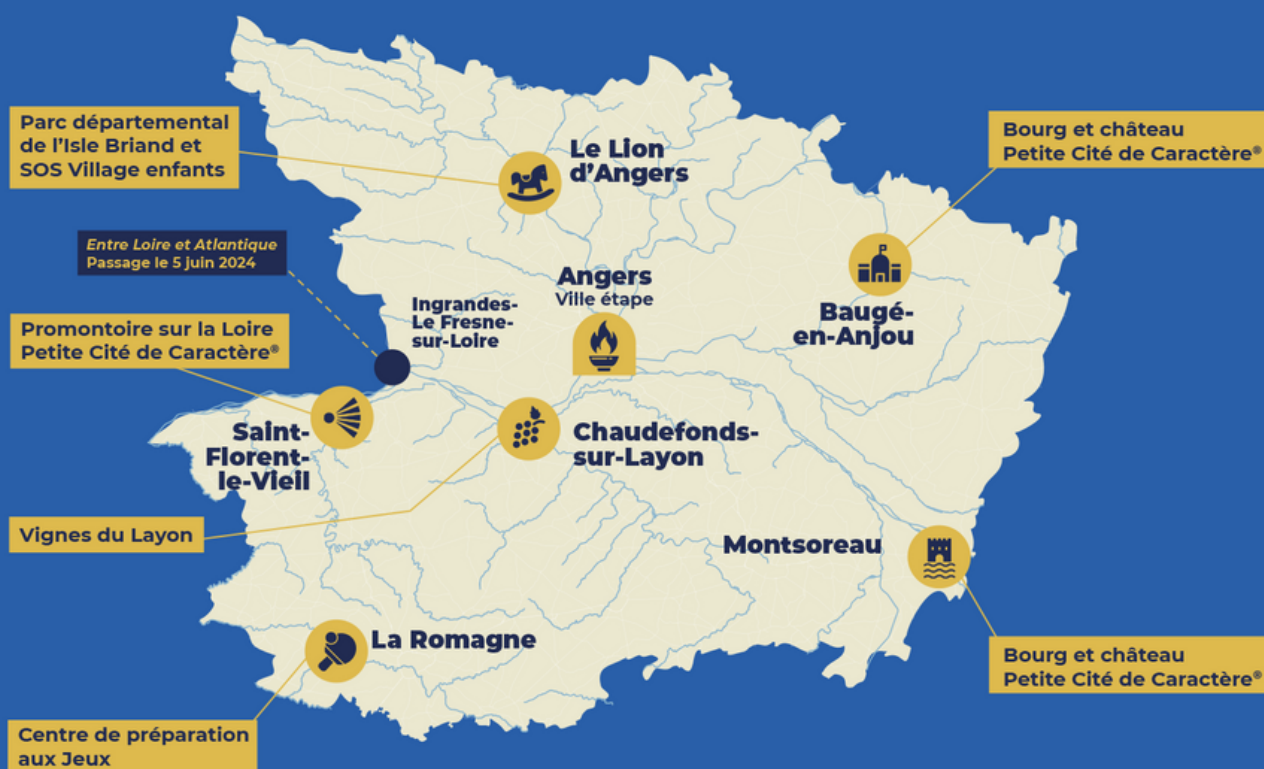 Parc départemental
de l'Isle Briand et
SOS Village enfants
Le Lion
d'Angers
Bourg et château
Petite Cité de Caractère®
Entre Loire et Atlantique
Passage le 5 juin 2024
Angers
Ville étape
Ingrandes-
Le Fresne-
sur-Loire
Baugé-
en-Anjou
Promontoire sur la Loire
Petite Cité de Caractère®
Saint-
Florent-
le-Vieil
Chaudefonds-
sur-Layon
Vignes du Layon
Montsoreau
La Romagne
Bourg et château
Petite Cité de Caractère®
Centre de préparation
aux Jeux